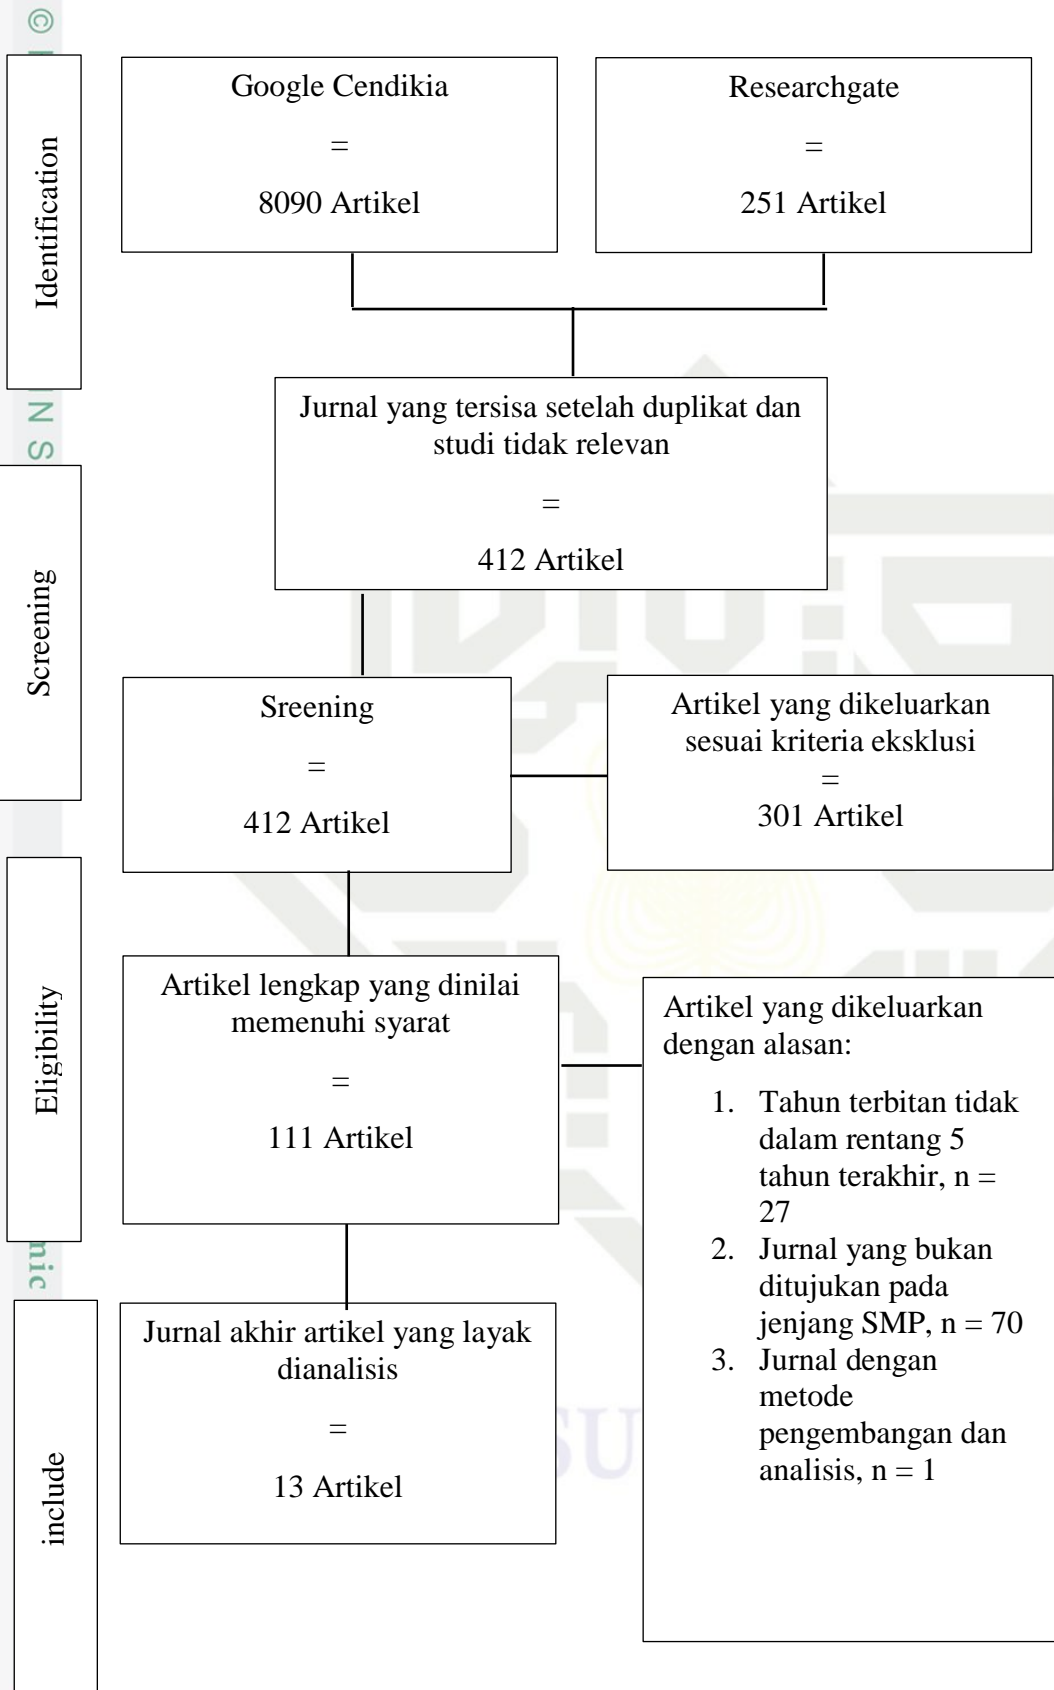 ©
Identification
Google Cendikia
=
8090 Artikel
Researchgate
=
251 Artikel
N S
Jurnal yang tersisa setelah duplikat dan
studi tidak relevan
=
412 Artikel
Screening
Sreening
=
412 Artikel
Artikel yang dikeluarkan
sesuai kriteria eksklusi
=
301 Artikel
Eligibility
Artikel lengkap yang dinilai
memenuhi syarat
=
111 Artikel
Artikel yang dikeluarkan
dengan alasan:
1. Tahun terbitan tidak
dalam rentang 5
tahun terakhir, n =
27
2. Jurnal yang bukan
ditujukan pada
jenjang SMP, n = 70
3. Jurnal dengan
metode
pengembangan dan
analisis, n = 1
nic
include
Jurnal akhir artikel yang layak
dianalisis
=
13 Artikel
SU